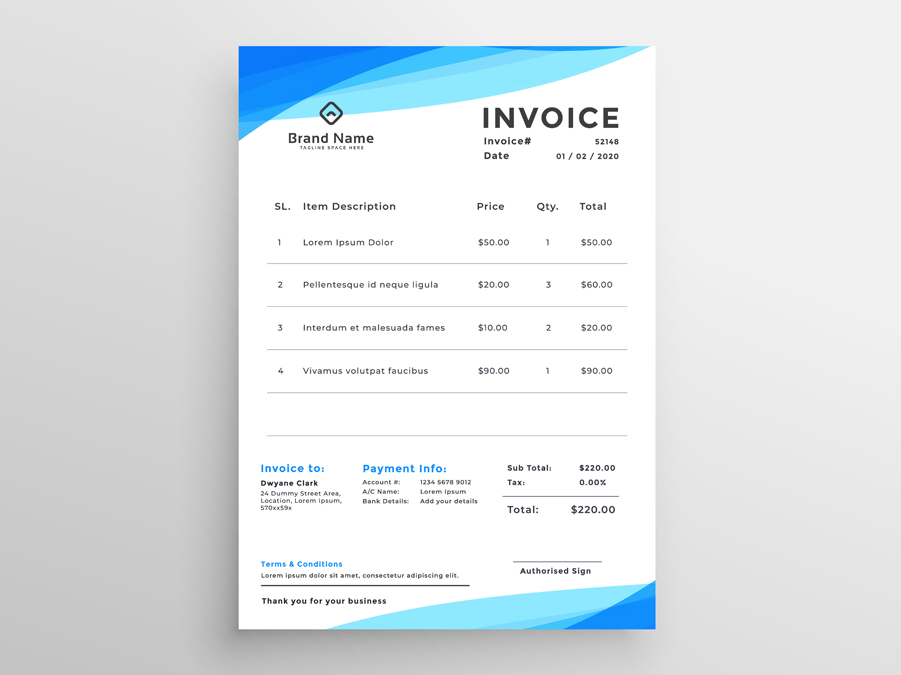 Brand Name
TAGLINE SPACE HERE
INVOICE
Invoice# 52148
Date 01 / 02 / 2020
SL. Item Description Price Qty. Total
1 Lorem Ipsum Dolor $50.00 1 $50.00
2 Pellentesque id neque ligula $20.00 3 $60.00
3 Interdum et malesuada fames $10.00 2 $20.00
4 Vivamus volutpat faucibus $90.00 1 $90.00
Invoice to:
Dwyane Clark
24 Dummy Street Area,
Location, Lorem Ipsum,
570xx59x
Payment Info:
Account #: 1234 5678 9012
A/C Name: Lorem Ipsum
Bank Details: Add your details
Sub Total: $220.00
Tax: 0.00%
Total: $220.00
Terms & Conditions
Lorem ipsum dolor sit amet, consectetur adipiscing elit.
Authorised Sign
Thank you for your business